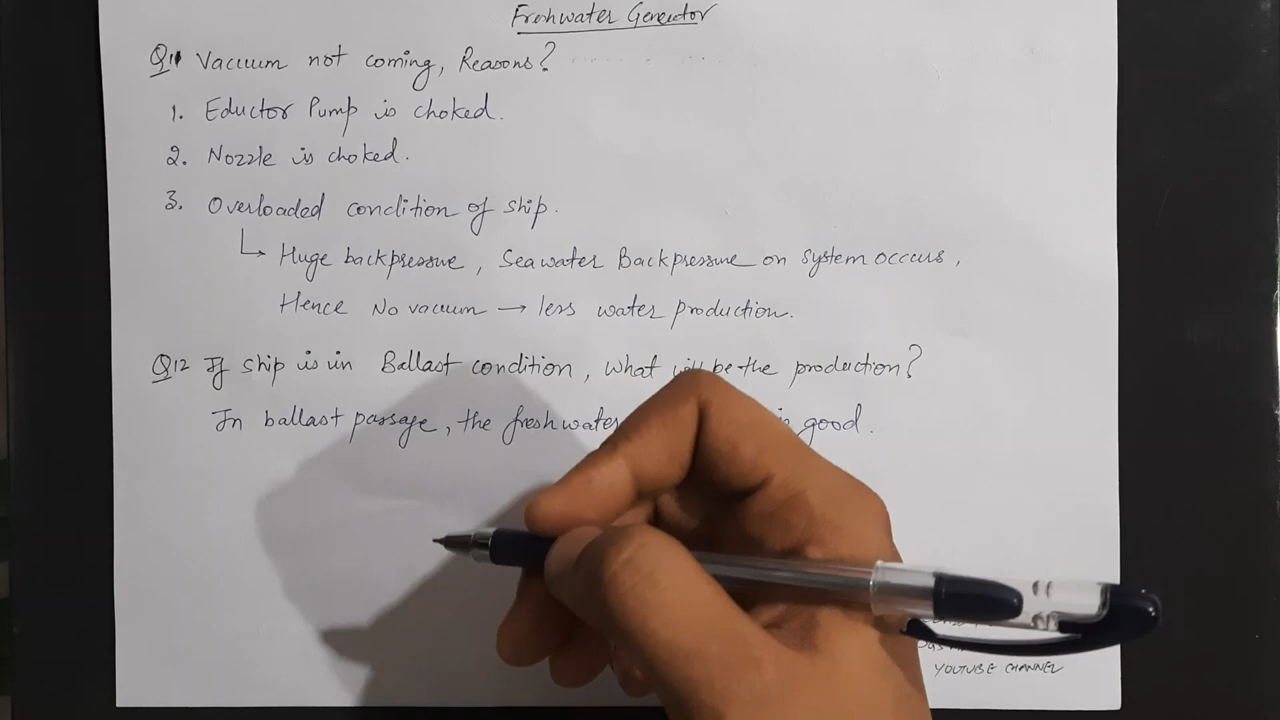 Freshwater Generator
Q11 Vacuum not coming, Reasons?
1. Eductor Pump is choked.
2. Nozzle is choked.
3. Overloaded condition of ship.
↳ Huge backpressure, Seawater Backpressure on system occurs,
Hence No vacuum → less water production.
Q12 If ship is in Ballast condition, what will be the production?
In ballast passage, the freshwater is good.
YOUTUBE CHANNEL